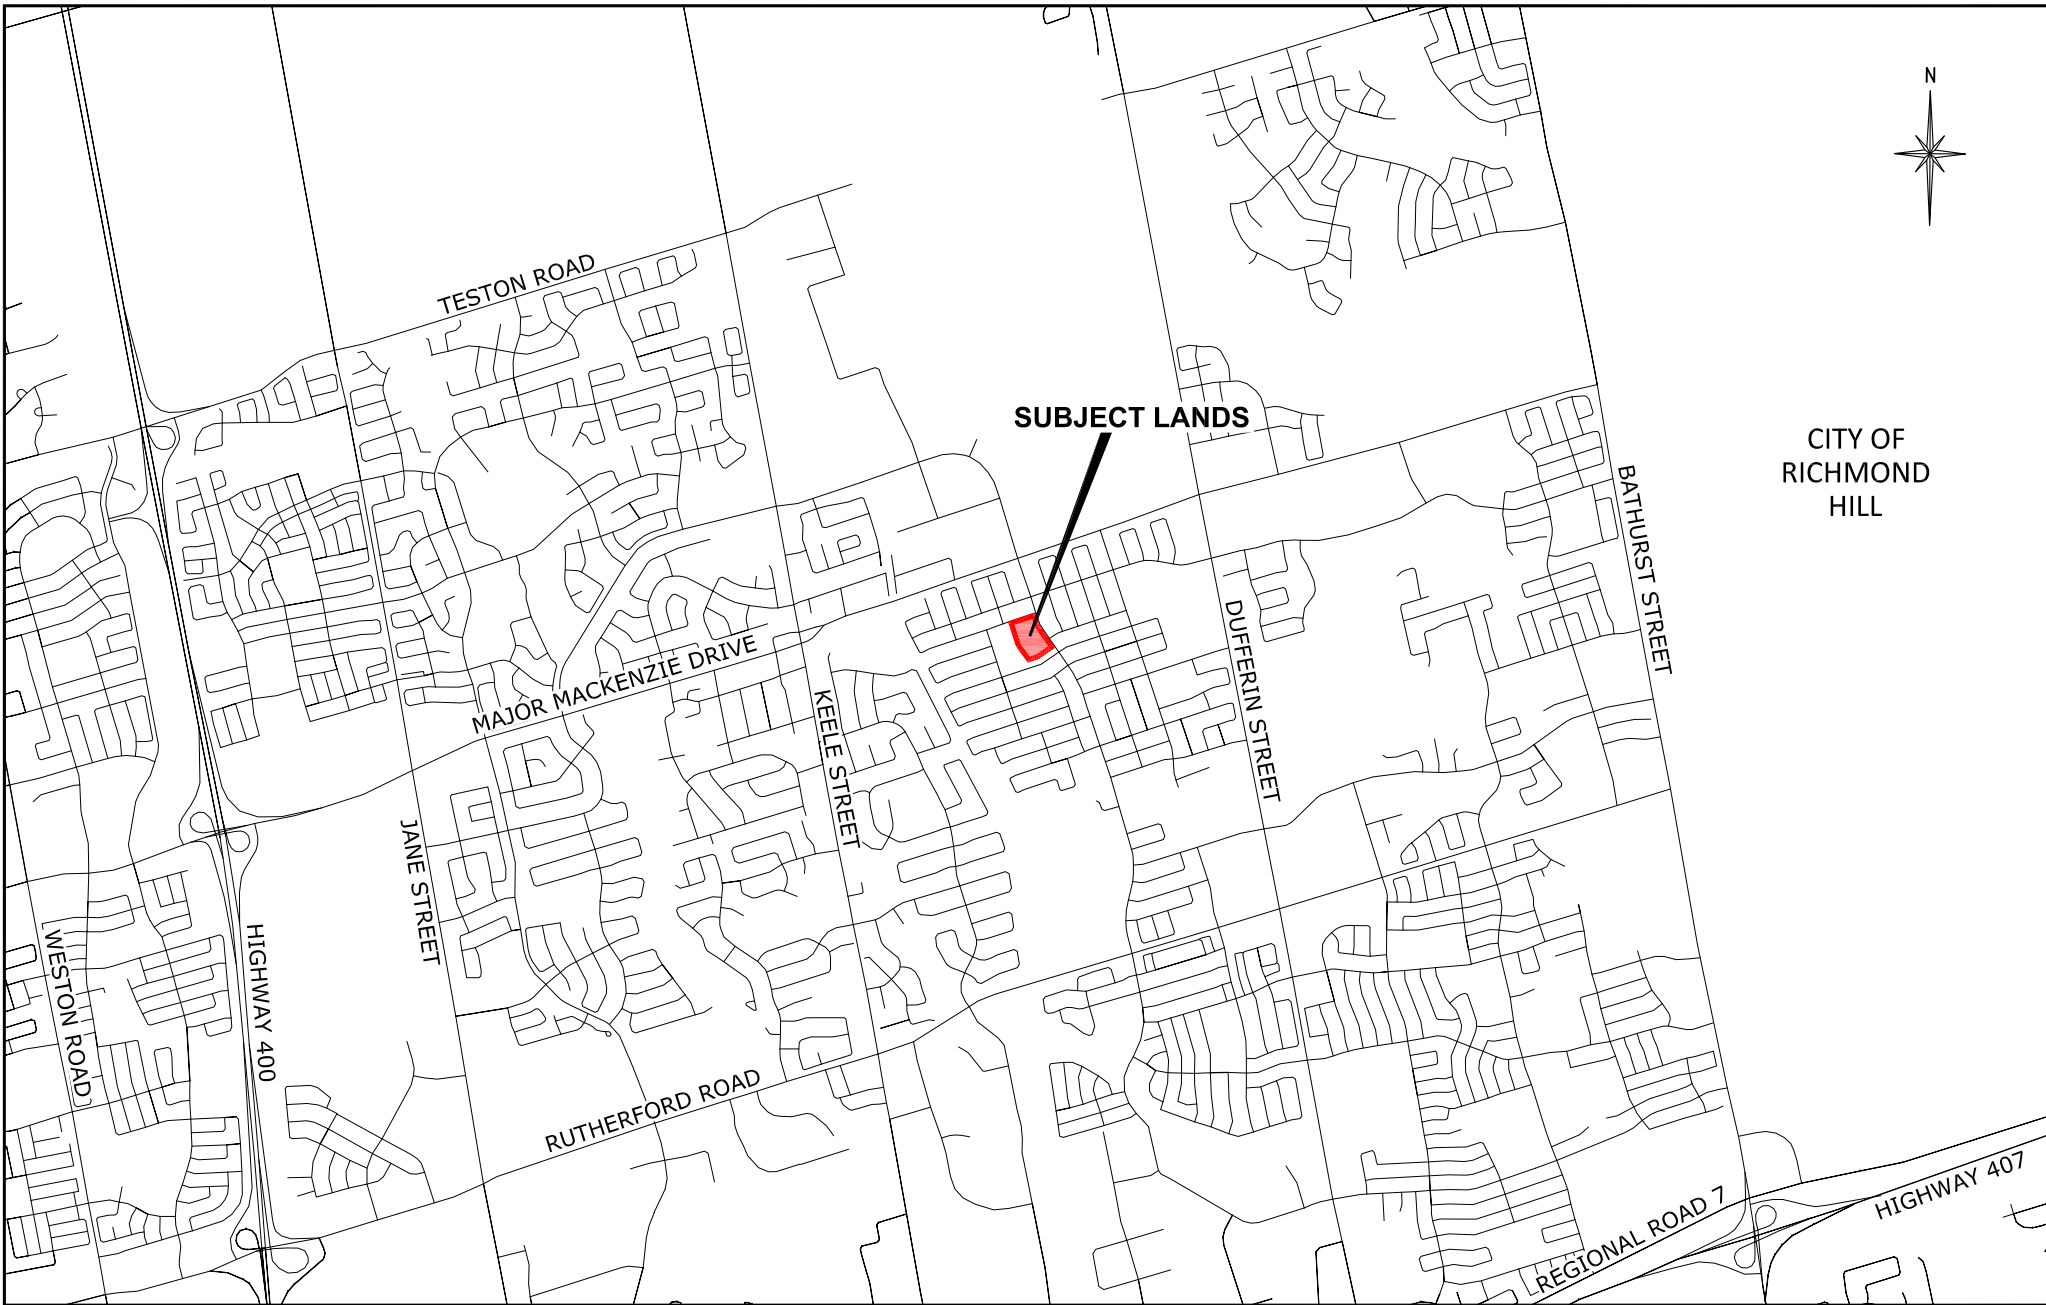 N
TESTON ROAD
SUBJECT LANDS
CITY OF
RICHMOND
HILL
BATHURST STREET
DUFFERIN STREET
MAJOR MACKENZIE DRIVE
KEELE STREET
JANE STREET
HIGHWAY 400
WESTON ROAD
RUTHERFORD ROAD
HIGHWAY 407
REGIONAL ROAD 7